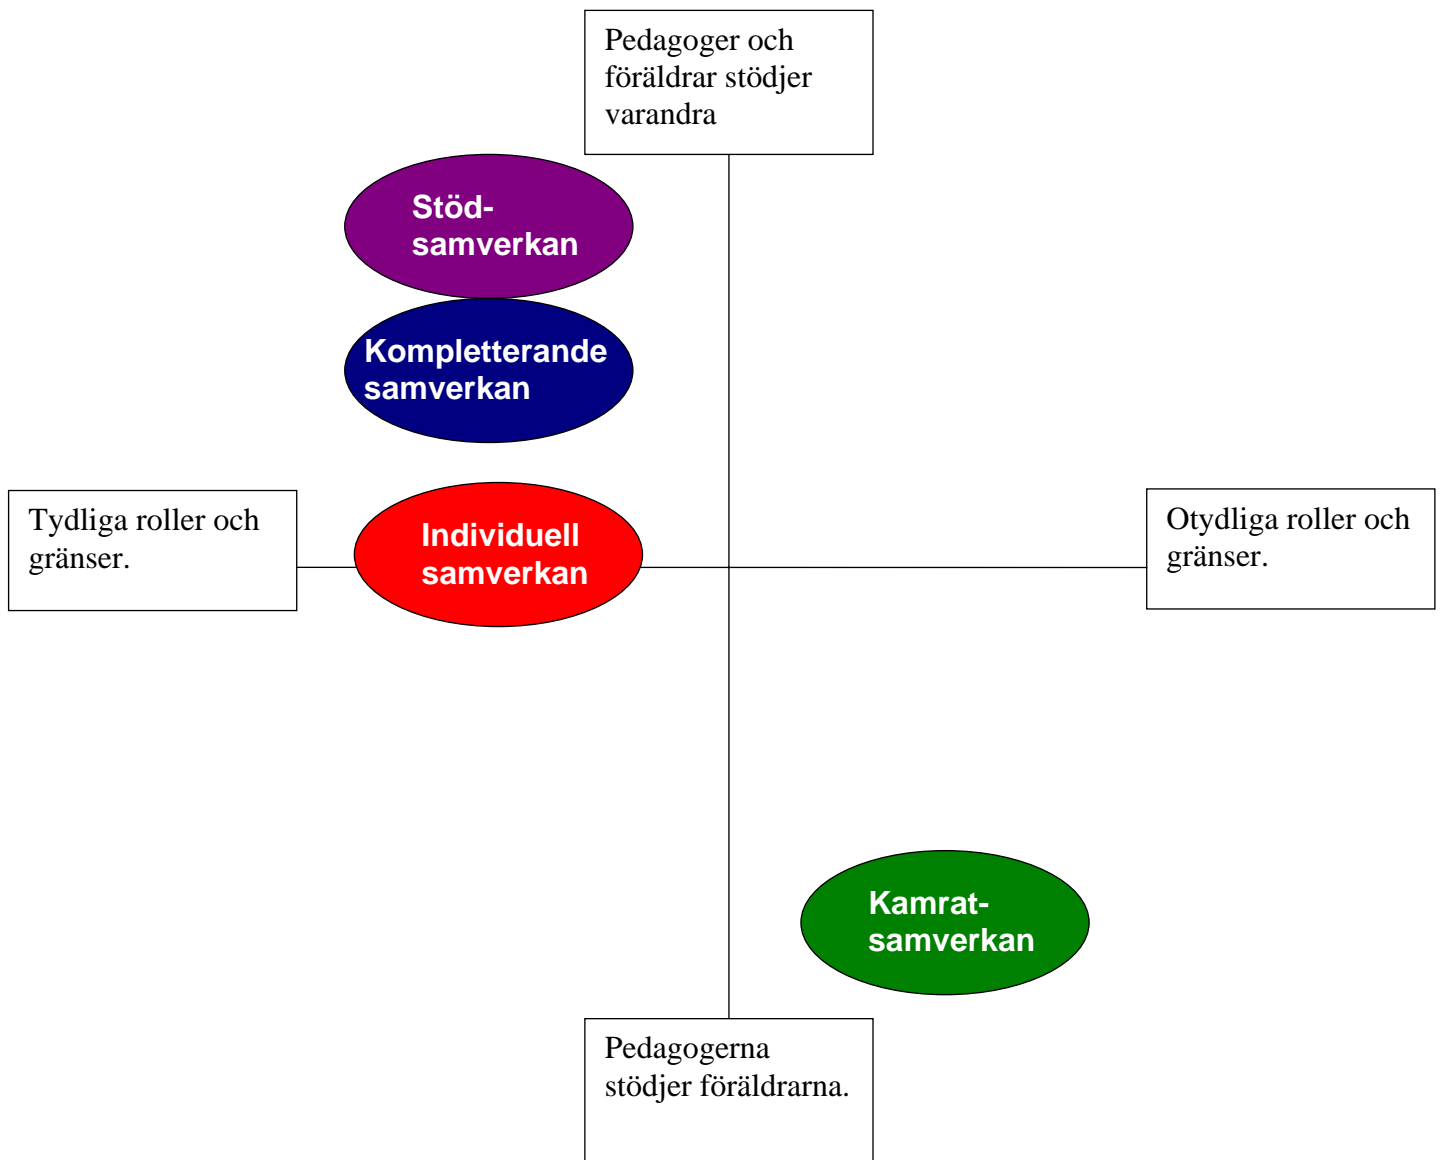 Pedagoger och
föräldrar stödjer
varandra
Stöd-
samverkan
Kompletterande
samverkan
Tydliga roller och
gränser.
Individuell
samverkan
Otydliga roller och
gränser.
Kamrat-
samverkan
Pedagogerna
stödjer föräldrarna.